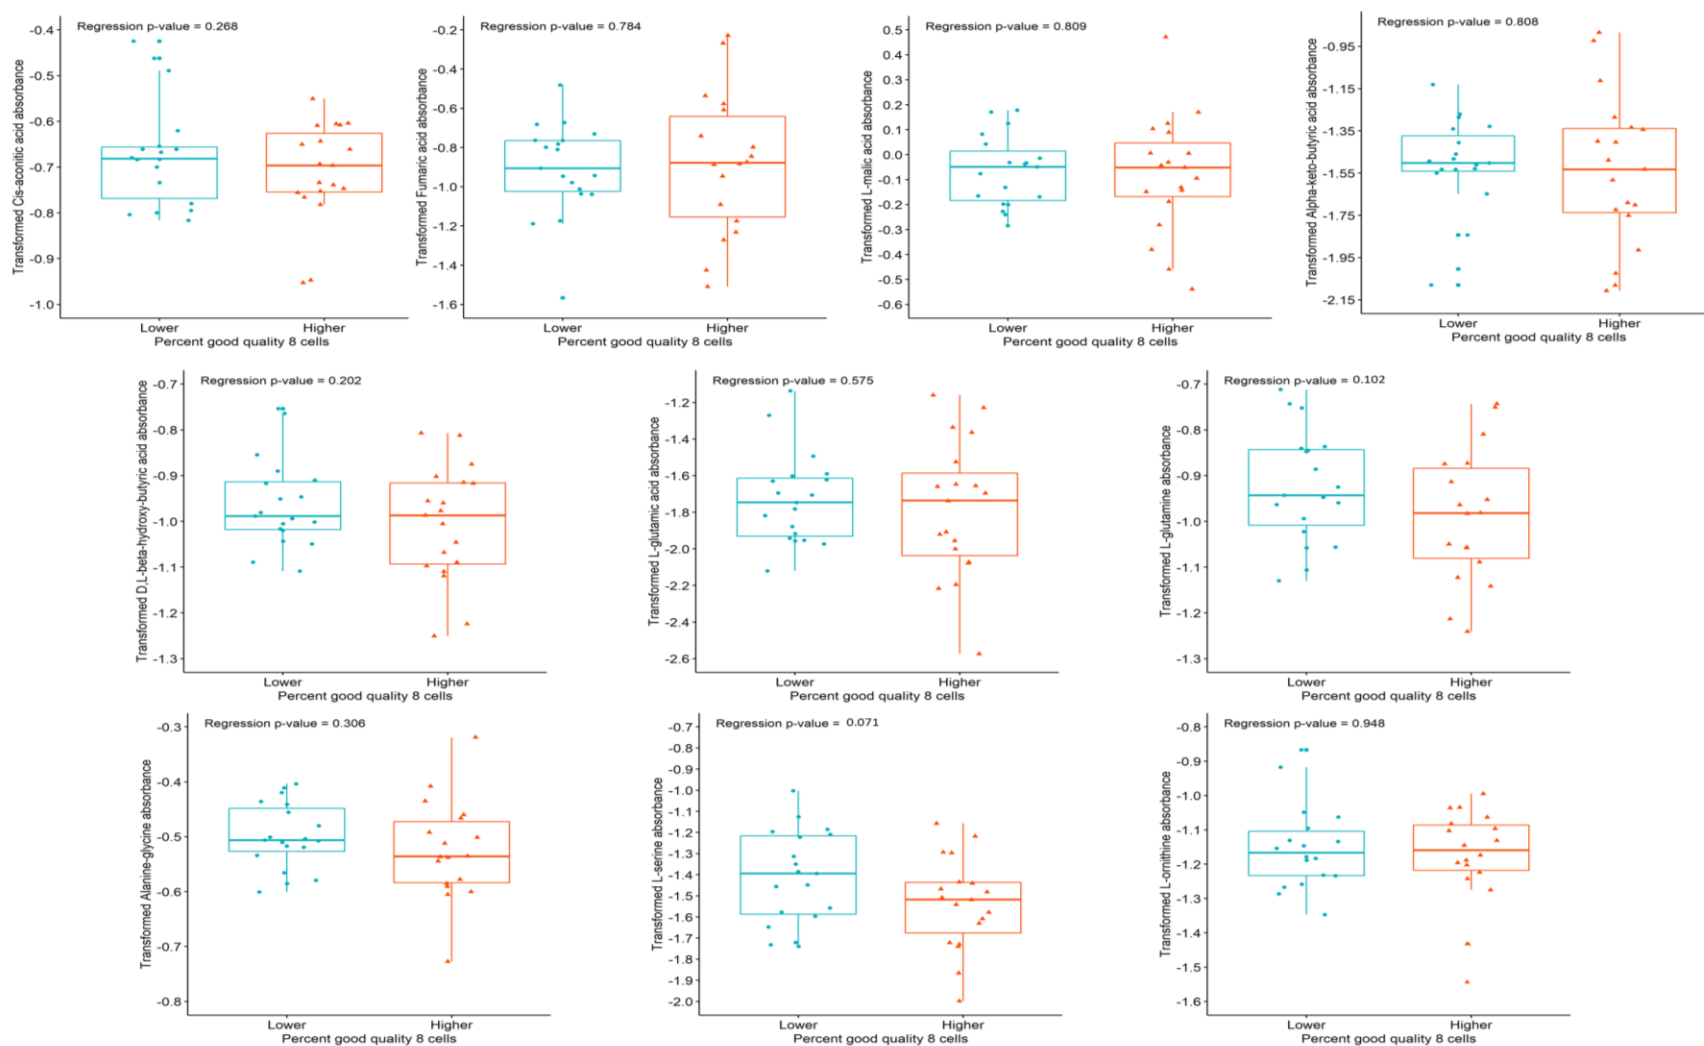 Regression p-value = 0.268
Transformed Cis-aconitic acid absorbance
-0.4
-0.5
-0.6
-0.7
-0.8
-0.9
-1.0
Lower Higher
Percent good quality 8 cells
Regression p-value = 0.784
Transformed Fumaric acid absorbance
-0.2
-0.4
-0.6
-0.8
-1.0
-1.2
-1.4
-1.6
Lower Higher
Percent good quality 8 cells
Regression p-value = 0.809
Transformed L-malic acid absorbance
0.5
0.4
0.3
0.2
0.1
0.0
-0.1
-0.2
-0.3
-0.4
-0.5
-0.6
Lower Higher
Percent good quality 8 cells
Regression p-value = 0.808
Transformed Alpha-keto-butyric acid absorbance
-0.95
-1.15
-1.35
-1.55
-1.75
-1.95
-2.15
Lower Higher
Percent good quality 8 cells
Regression p-value = 0.202
Transformed D,L-beta-hydroxy-butyric acid absorbance
-0.7
-0.8
-0.9
-1.0
-1.1
-1.2
-1.3
Lower Higher
Percent good quality 8 cells
Regression p-value = 0.575
Transformed L-glutamic acid absorbance
-1.2
-1.4
-1.6
-1.8
-2.0
-2.2
-2.4
-2.6
Lower Higher
Percent good quality 8 cells
Regression p-value = 0.102
Transformed L-glutamine absorbance
-0.7
-0.8
-0.9
-1.0
-1.1
-1.2
-1.3
Lower Higher
Percent good quality 8 cells
Regression p-value = 0.306
Transformed Alanine-glycine absorbance
-0.3
-0.4
-0.5
-0.6
-0.7
-0.8
Lower Higher
Percent good quality 8 cells
Regression p-value = 0.071
Transformed L-serine absorbance
-0.7
-0.8
-0.9
-1.0
-1.1
-1.2
-1.3
-1.4
-1.5
-1.6
-1.7
-1.8
-1.9
-2.0
Lower Higher
Percent good quality 8 cells
Regression p-value = 0.948
Transformed L-ornithine absorbance
-0.8
-0.9
-1.0
-1.1
-1.2
-1.3
-1.4
-1.5
-1.6
Lower Higher
Percent good quality 8 cells